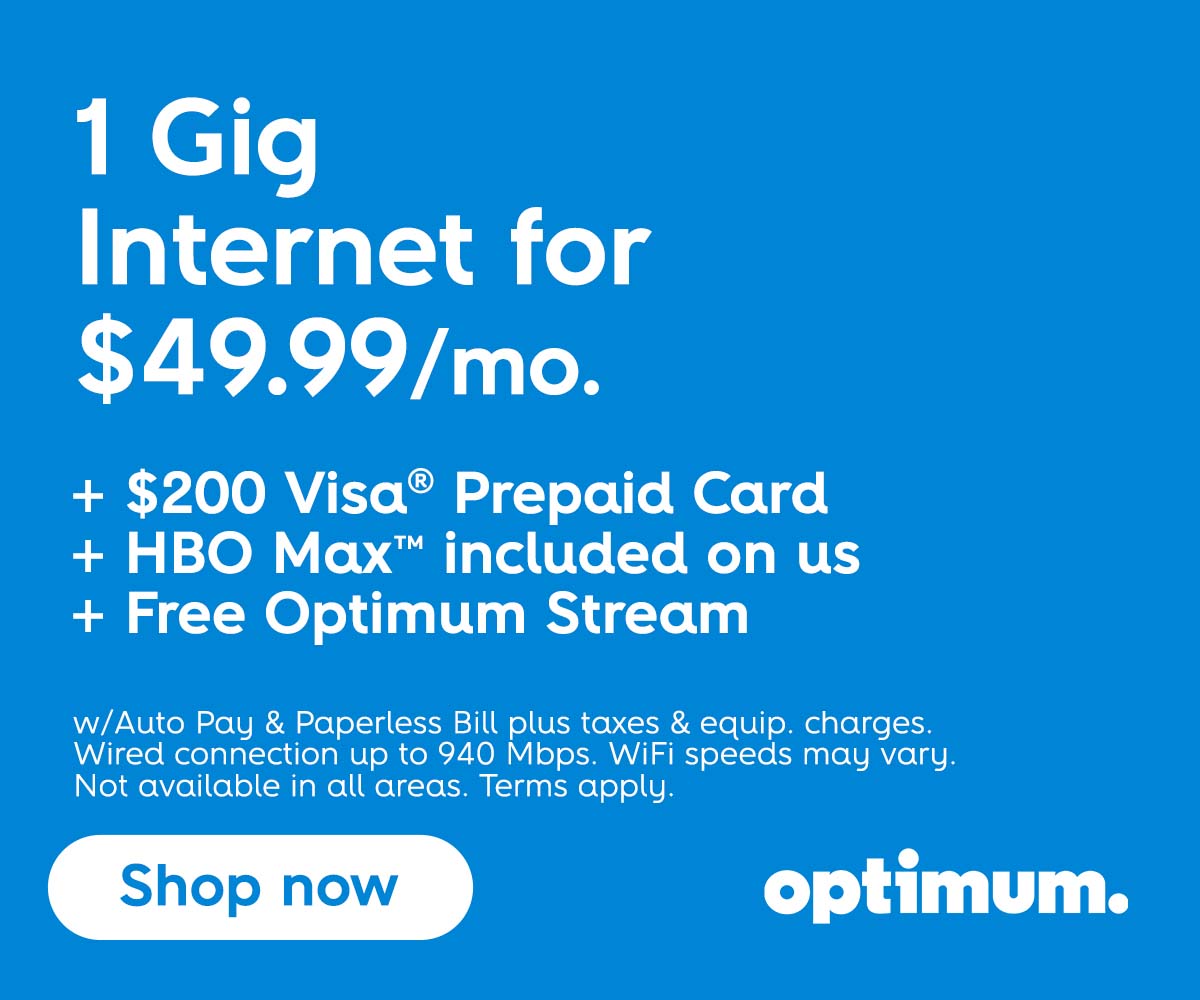 1 Gig
Internet for
$49.99/mo.
+ $200 Visa® Prepaid Card
+ HBO Max™ included on us
+ Free Optimum Stream
w/Auto Pay & Paperless Bill plus taxes & equip. charges.
Wired connection up to 940 Mbps. WiFi speeds may vary.
Not available in all areas. Terms apply.
Shop now
optimum.